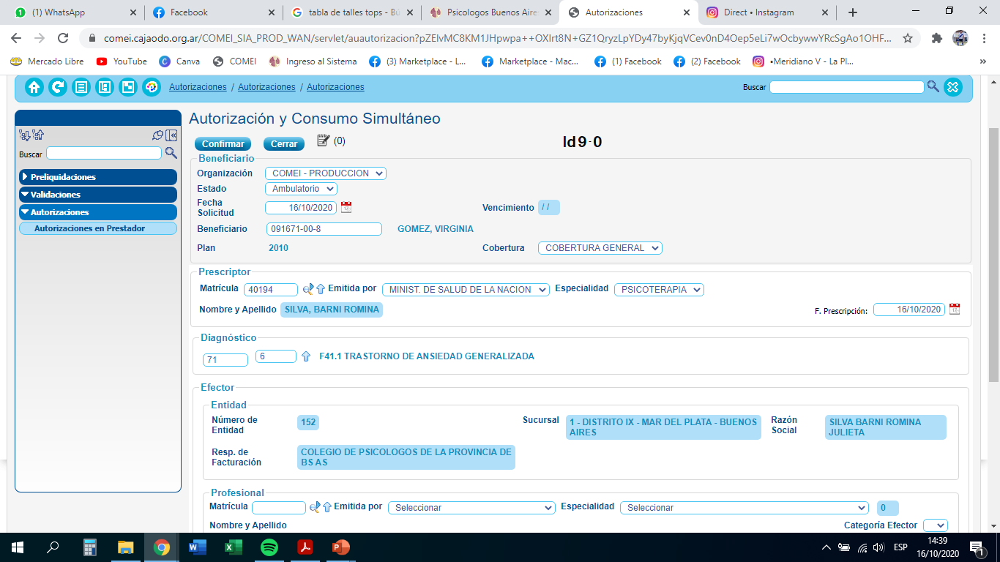 (1) WhatsApp
Facebook
tabla de talles tops - Bú
Psicologos Buenos Aire
Autorizaciones
Direct • Instagram
comei.cajaodo.org.ar/COMEI_SIA_PROD_WAN/servlet/auautorizacion?pZEIvMC8KM1JHpwpa++OXIrt8N+GZ1QryzLpYDy47byKjqVCev0nD4Oep5eLi7wOcbywwYRcSgAo1OHF...
Mercado Libre
YouTube
Canva
COMEI
Ingreso al Sistema
(3) Marketplace - L...
Marketplace - Mac...
(1) Facebook
(2) Facebook
•Meridiano V - La Pl...
»
Autorizaciones / Autorizaciones / Autorizaciones
Buscar
Buscar
Preliquidaciones
Validaciones
Autorizaciones
Autorizaciones en Prestador
Autorización y Consumo Simultáneo
Confirmar
Cerrar
(0)
Id 9 - 0
Beneficiario
Organización COMEI - PRODUCCION
Estado Ambulatorio
Fecha Solicitud 16/10/2020
Vencimiento / /
Beneficiario 091671-00-8 GOMEZ, VIRGINIA
Plan 2010
Cobertura COBERTURA GENERAL
Prescriptor
Matrícula 40194 Emitida por MINIST. DE SALUD DE LA NACION Especialidad PSICOTERAPIA
Nombre y Apellido SILVA, BARNI ROMINA
F. Prescripción: 16/10/2020
Diagnóstico
71 6 F41.1 TRASTORNO DE ANSIEDAD GENERALIZADA
Efector
Entidad
Número de Entidad 152
Sucursal 1 - DISTRITO IX - MAR DEL PLATA - BUENOS AIRES
Razón Social SILVA BARNI ROMINA JULIETA
Resp. de Facturación COLEGIO DE PSICOLOGOS DE LA PROVINCIA DE BS AS
Profesional
Matrícula Emitida por Seleccionar Especialidad Seleccionar 0
Nombre y Apellido
Categoría Efector
ESP
14:39
16/10/2020
1